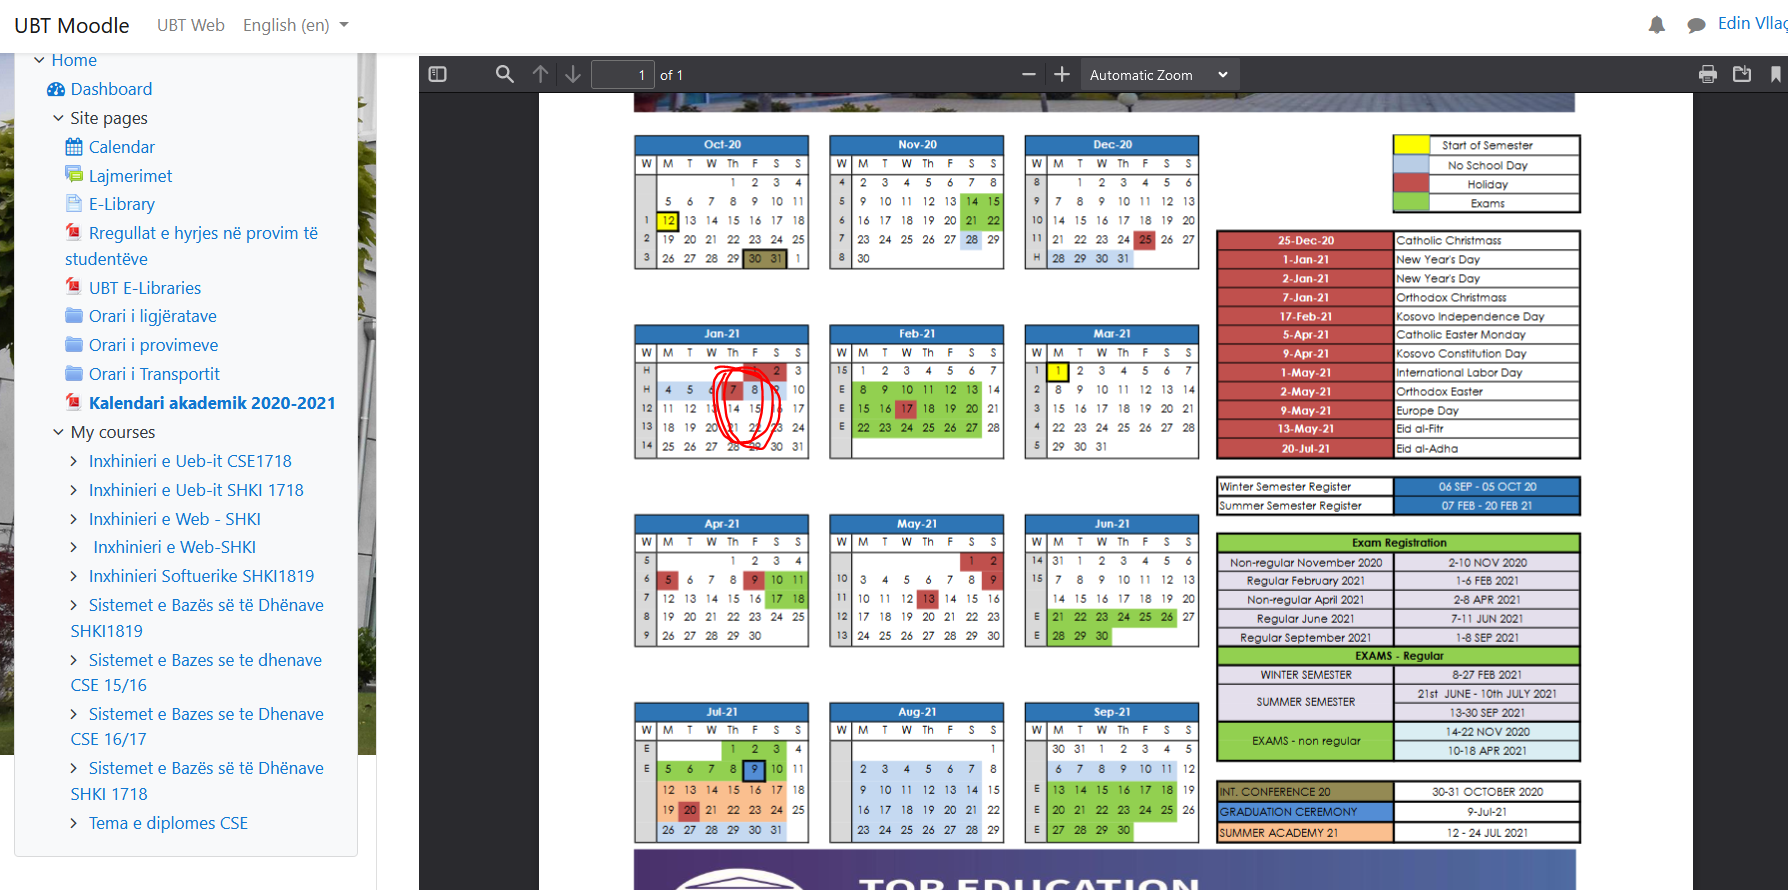 UBT Moodle UBT Web English (en)
Home
Dashboard
Site pages
Calendar
Lajmerimet
E-Library
Rregullat e hyrjes në provim të
studentëve
UBT E-Libraries
Orari i ligjëratave
Orari i provimeve
Orari i Transportit
Kalendari akademik 2020-2021
My courses
Inxhinieri e Ueb-it CSE1718
Inxhinieri e Ueb-it SHKI 1718
Inxhinieri e Web - SHKI
Inxhinieri e Web-SHKI
Inxhinieri Softuerike SHKI1819
Sistemet e Bazës së të Dhënave
SHKI1819
Sistemet e Bazes se te dhenave
CSE 15/16
Sistemet e Bazes se te Dhenave
CSE 16/17
Sistemet e Bazës së të Dhënave
SHKI 1718
Tema e diplomes CSE
Edin Vllaç
1 of 1
Automatic Zoom
Oct-20
W M T W Th F S S
1 2 3 4
5 6 7 8 9 10 11
1 12 13 14 15 16 17 18
2 19 20 21 22 23 24 25
3 26 27 28 29 30 31 1
Nov-20
W M T W Th F S S
4 2 3 4 5 6 7 8
5 9 10 11 12 13 14 15
6 16 17 18 19 20 21 22
7 23 24 25 26 27 28 29
8 30
Dec-20
W M T W Th F S S
8 1 2 3 4 5 6
9 7 8 9 10 11 12 13
10 14 15 16 17 18 19 20
11 21 22 23 24 25 26 27
H 28 29 30 31
Start of Semester
No School Day
Holiday
Exams
25-Dec-20 Catholic Christmass
1-Jan-21 New Year's Day
2-Jan-21 New Year's Day
7-Jan-21 Orthodox Christmass
17-Feb-21 Kosovo Independence Day
5-Apr-21 Catholic Easter Monday
9-Apr-21 Kosovo Constitution Day
1-May-21 International Labor Day
2-May-21 Orthodox Easter
9-May-21 Europe Day
13-May-21 Eid al-Fitr
20-Jul-21 Eid al-Adha
Jan-21
W M T W Th F S S
H 1 2 3
H 4 5 6 7 8 9 10
12 11 12 13 14 15 16 17
13 18 19 20 21 22 23 24
14 25 26 27 28 29 30 31
Feb-21
W M T W Th F S S
15 1 2 3 4 5 6 7
E 8 9 10 11 12 13 14
E 15 16 17 18 19 20 21
E 22 23 24 25 26 27 28
Mar-21
W M T W Th F S S
1 1 2 3 4 5 6 7
2 8 9 10 11 12 13 14
3 15 16 17 18 19 20 21
4 22 23 24 25 26 27 28
5 29 30 31
Winter Semester Register 06 SEP - 05 OCT 20
Summer Semester Register 07 FEB - 20 FEB 21
Apr-21
W M T W Th F S S
5 1 2 3 4
6 5 6 7 8 9 10 11
7 12 13 14 15 16 17 18
8 19 20 21 22 23 24 25
9 26 27 28 29 30
May-21
W M T W Th F S S
1 2
10 3 4 5 6 7 8 9
11 10 11 12 13 14 15 16
12 17 18 19 20 21 22 23
13 24 25 26 27 28 29 30
Jun-21
W M T W Th F S S
14 31 1 2 3 4 5 6
15 7 8 9 10 11 12 13
14 15 16 17 18 19 20
E 21 22 23 24 25 26 27
E 28 29 30
Exam Registration
Non-regular November 2020 2-10 NOV 2020
Regular February 2021 1-6 FEB 2021
Non-regular April 2021 2-8 APR 2021
Regular June 2021 7-11 JUN 2021
Regular September 2021 1-8 SEP 2021
EXAMS - Regular
WINTER SEMESTER 8-27 FEB 2021
SUMMER SEMESTER 21st JUNE - 10th JULY 2021
13-30 SEP 2021
EXAMS - non regular 14-22 NOV 2020
10-18 APR 2021
Jul-21
W M T W Th F S S
E 1 2 3 4
E 5 6 7 8 9 10 11
12 13 14 15 16 17 18
19 20 21 22 23 24 25
26 27 28 29 30 31
Aug-21
W M T W Th F S S
1
2 3 4 5 6 7 8
9 10 11 12 13 14 15
16 17 18 19 20 21 22
23 24 25 26 27 28 29
Sep-21
W M T W Th F S S
30 31 1 2 3 4 5
6 7 8 9 10 11 12
E 13 14 15 16 17 18 19
E 20 21 22 23 24 25 26
E 27 28 29 30
INT. CONFERENCE 20 30-31 OCTOBER 2020
GRADUATION CEREMONY 9-Jul-21
SUMMER ACADEMY 21 12 - 24 JUL 2021
TOP EDUCATION